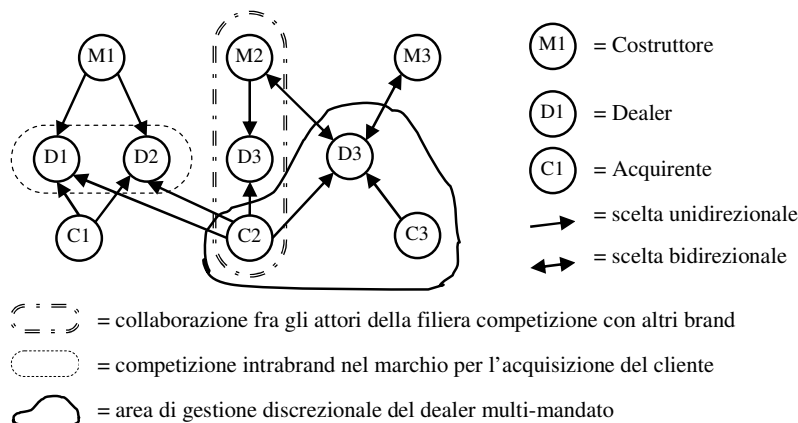 M1
M2
M3
M1 = Costruttore
D1
D2
D3
D3
D1 = Dealer
C1 = Acquirente
C1
C2
C3
= scelta unidirezionale
= scelta bidirezionale
= collaborazione fra gli attori della filiera competizione con altri brand
= competizione intrabrand nel marchio per l'acquisizione del cliente
= area di gestione discrezionale del dealer multi-mandato